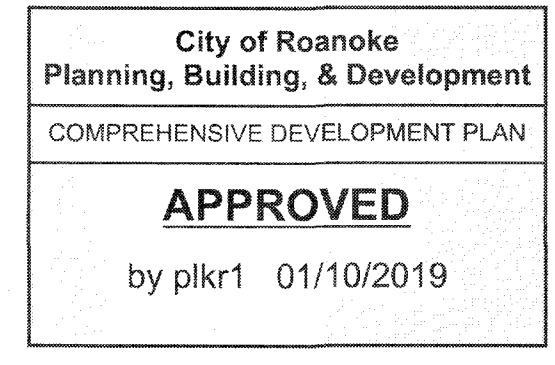 City of Roanoke
Planning, Building, & Development
COMPREHENSIVE DEVELOPMENT PLAN
APPROVED
by plkr1 01/10/2019